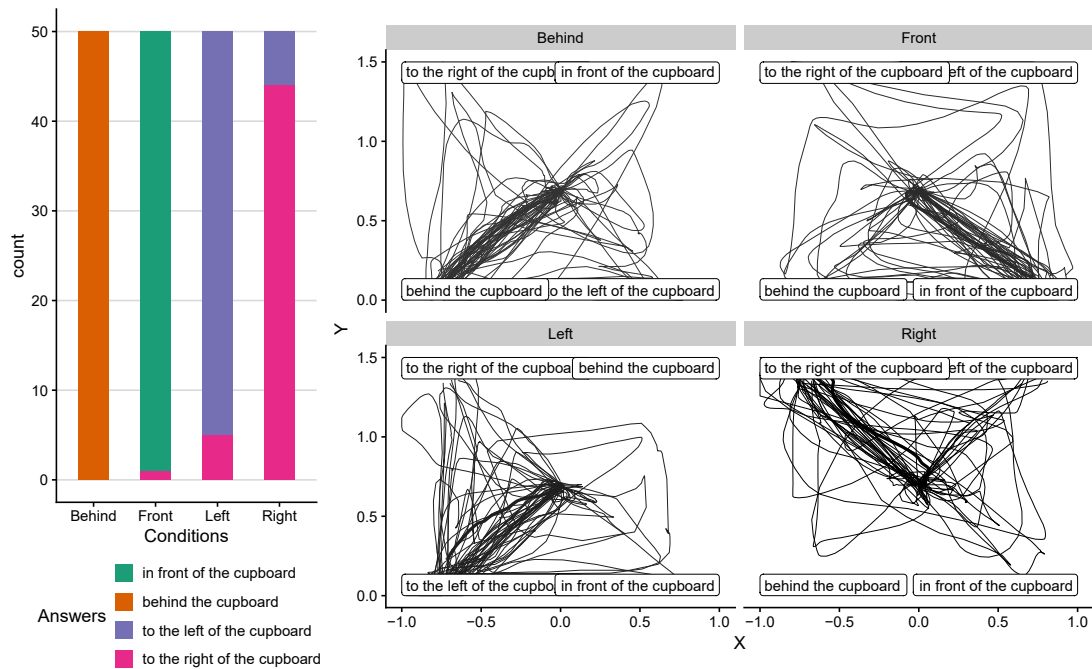 50
40
30
20
10
0
count
Behind Front Left Right
Conditions
Answers
in front of the cupboard
behind the cupboard
to the left of the cupboard
to the right of the cupboard
Behind
to the right of the cupb in front of the cupboard
behind the cupboard o the left of the cupboard
Front
to the right of the cupboard eft of the cupboard
behind the cupboard in front of the cupboard
Left
to the right of the cupboa behind the cupboard
to the left of the cupbo in front of the cupboard
Right
to the right of the cupboard eft of the cupboard
behind the cupboard in front of the cupboard
Y
1.5
1.0
0.5
0.0
1.5
1.0
0.5
0.0
−1.0 −0.5 0.0 0.5 1.0
−1.0 −0.5 0.0 0.5 1.0
X